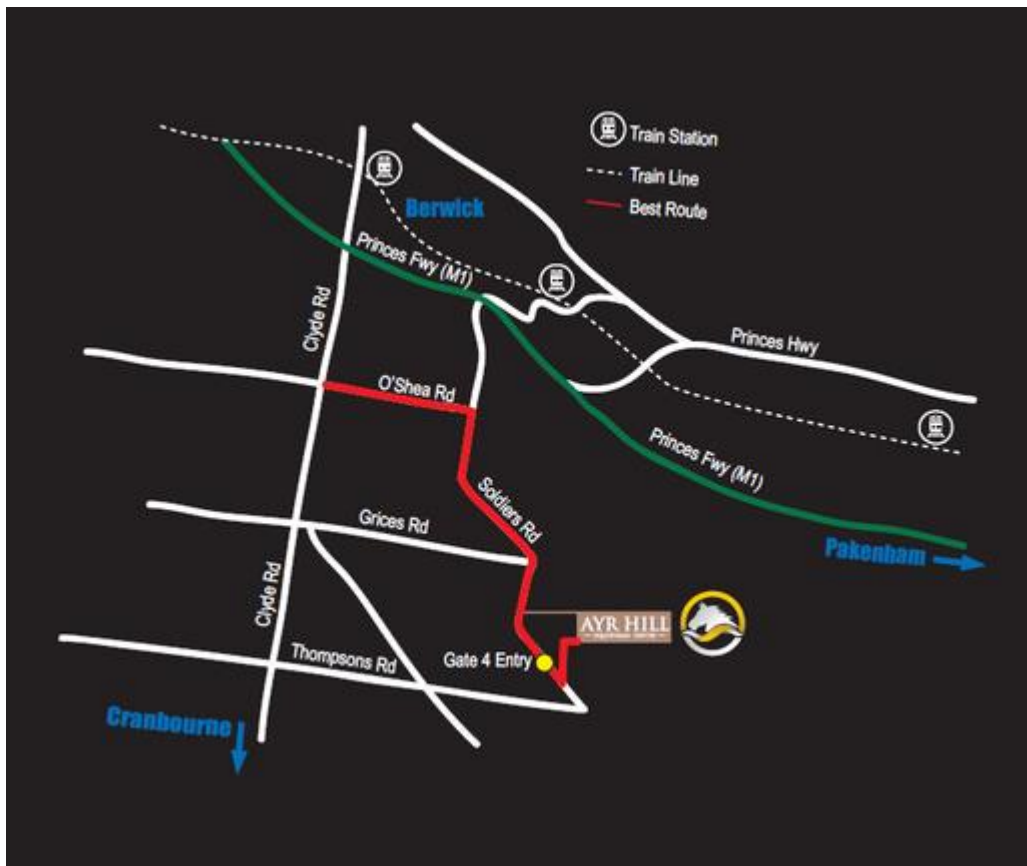 Train Station
Train Line
Best Route
Berwick
Princes Fwy (M1)
Clyde Rd
Princes Hwy
O'Shea Rd
Princes Fwy (M1)
Soldiers Rd
Grices Rd
Pakenham
Clyde Rd
AYR HILL
Gate 4 Entry
Thompsons Rd
Cranbourne